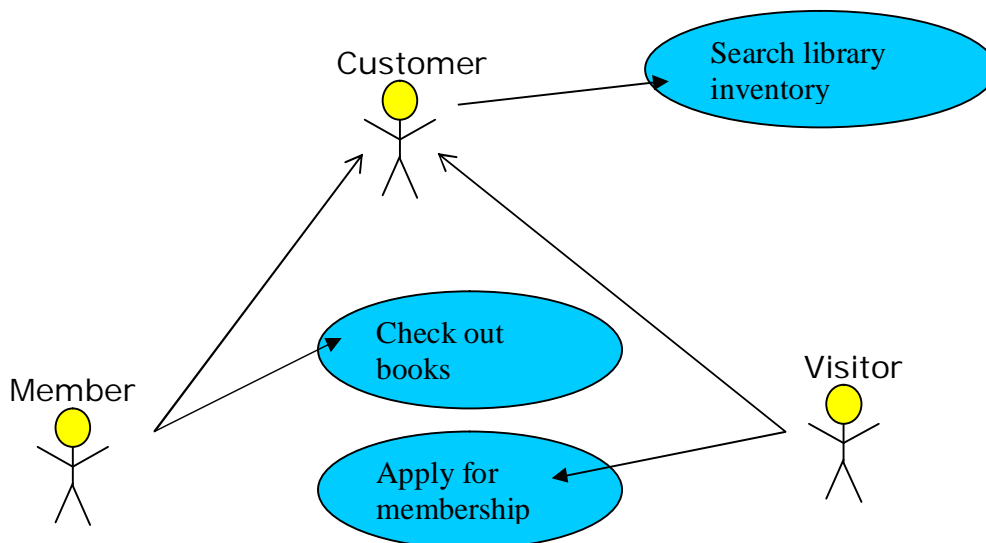 Search library
inventory
Customer
Check out
books
Visitor
Member
Apply for
membership